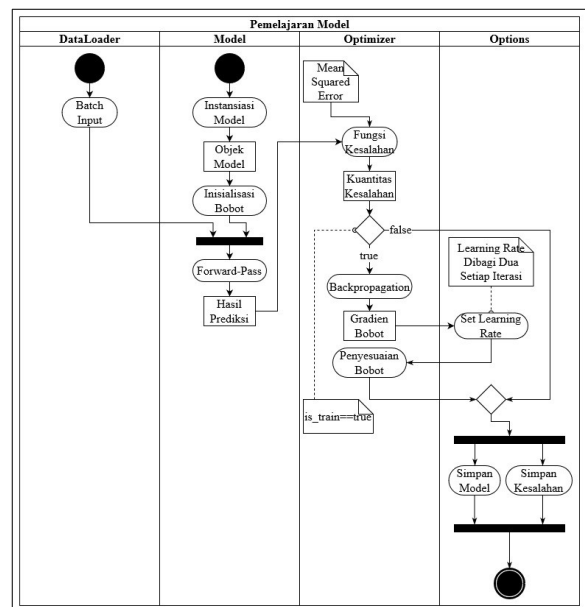 Pemelajaran Model
DataLoader
Model
Optimizer
Options
Batch
Input
Instansiasi
Model
Objek
Model
Inisialisasi
Bobot
Forward-Pass
Hasil
Prediksi
Mean
Squared
Error
Fungsi
Kesalahan
Kuantitas
Kesalahan
false
true
Backpropagation
Gradien
Bobot
Penyesuaian
Bobot
is_train==true
Learning Rate
Dibagi Dua
Setiap Iterasi
Set Learning
Rate
Simpan
Model
Simpan
Kesalahan